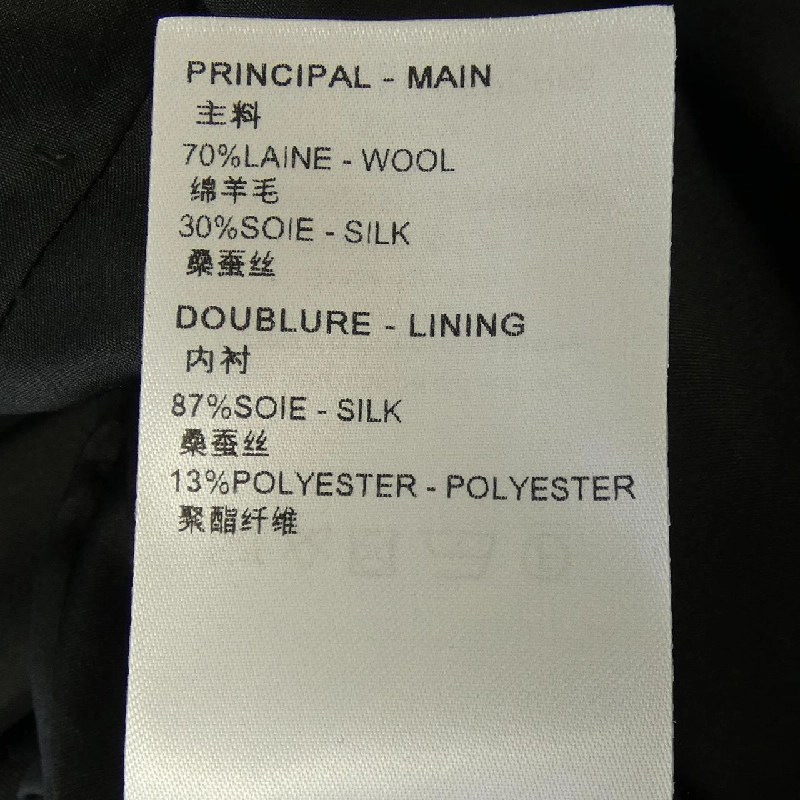 PRINCIPAL - MAIN
主料
70%LAINE - WOOL
绵羊毛
30%SOIE - SILK
桑蚕丝
DOUBLURE - LINING
内衬
87%SOIE - SILK
桑蚕丝
13%POLYESTER - POLYESTER
聚酯纤维